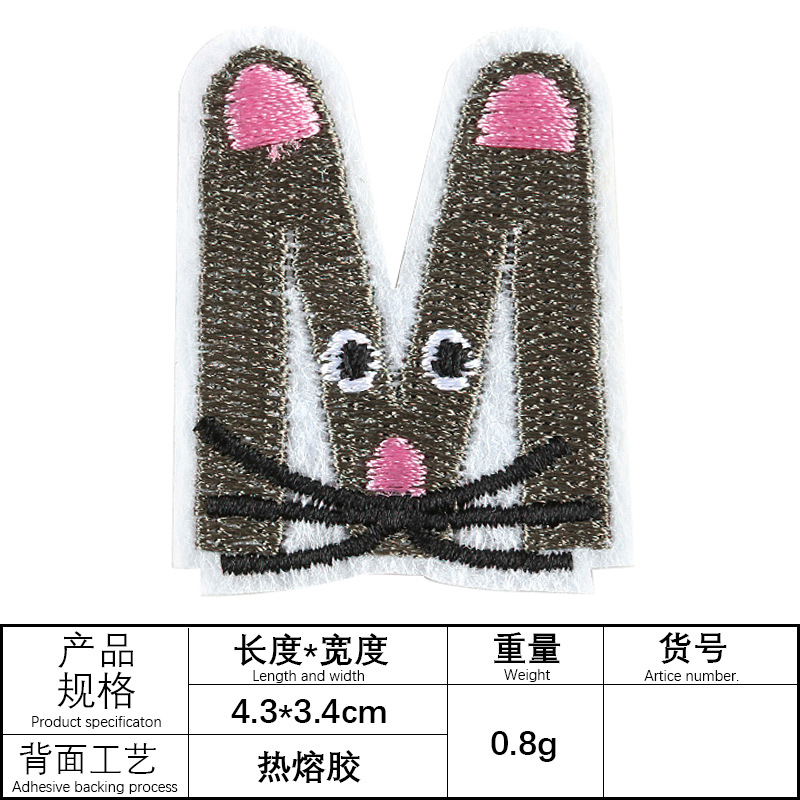 产品
规格
Product specificaton
长度*宽度
Length and width
重量
Weight
货号
Artice number.
4.3*3.4cm
0.8g
背面工艺
Adhesive backing process
热熔胶